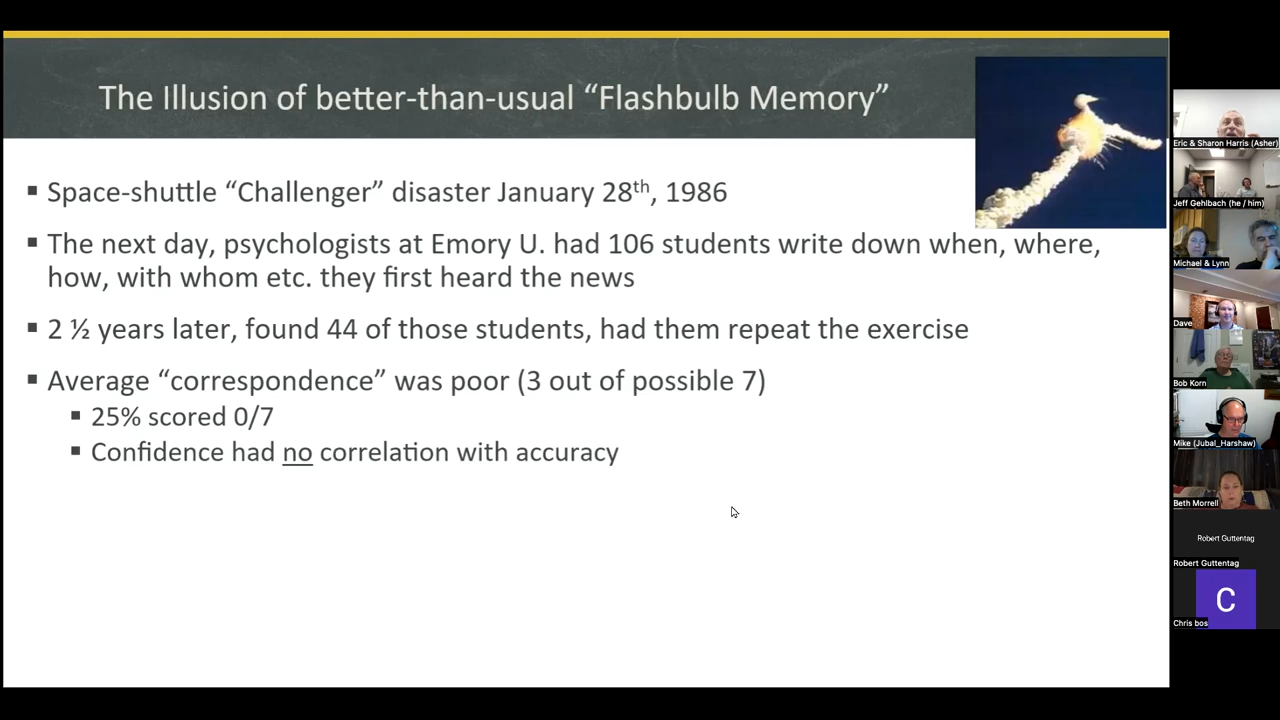 The Illusion of better-than-usual “Flashbulb Memory”
▪ Space-shuttle “Challenger” disaster January 28th, 1986
▪ The next day, psychologists at Emory U. had 106 students write down when, where,
how, with whom etc. they first heard the news
▪ 2 ½ years later, found 44 of those students, had them repeat the exercise
▪ Average “correspondence” was poor (3 out of possible 7)
▪ 25% scored 0/7
▪ Confidence had no correlation with accuracy
Eric & Sharon Harris (Asher)
Jeff Gehlbach (he / him)
Michael & Lynn
Dave
Bob Korn
Mike (Jubal_Harshaw)
Beth Morrell
Robert Guttentag
Robert Guttentag
C
Chris bos